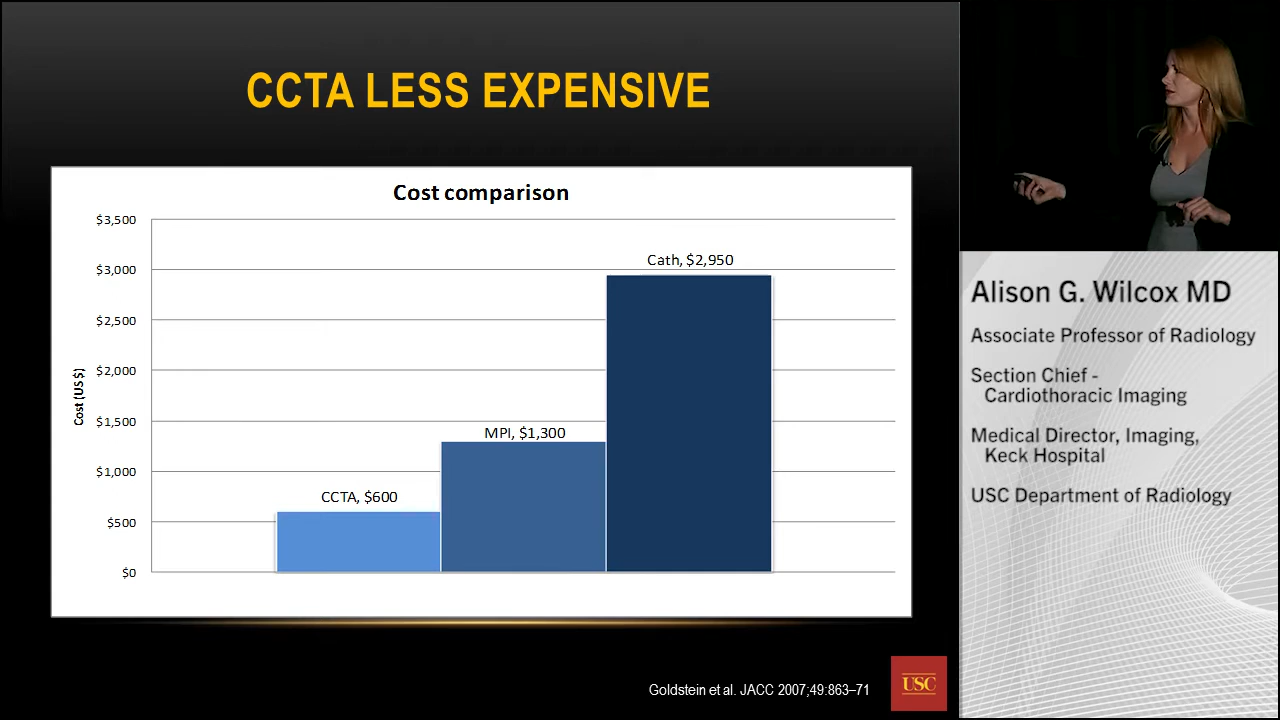 CCTA LESS EXPENSIVE
Cost comparison
$3,500
$3,000
$2,500
$2,000
$1,500
$1,000
$500
$0
Cost (US $)
CCTA, $600
MPI, $1,300
Cath, $2,950
Goldstein et al. JACC 2007;49:863–71
USC
Alison G. Wilcox MD
Associate Professor of Radiology
Section Chief -
Cardiothoracic Imaging
Medical Director, Imaging,
Keck Hospital
USC Department of Radiology